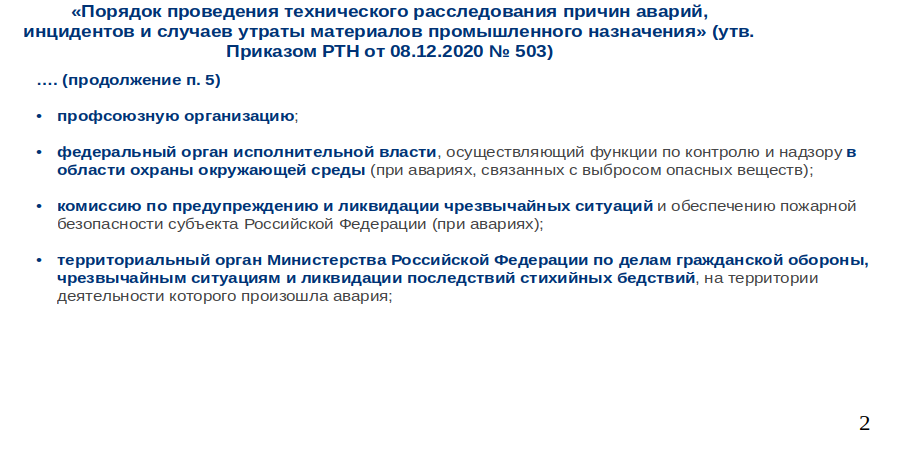 «Порядок проведения технического расследования причин аварий,
инцидентов и случаев утраты материалов промышленного назначения» (утв.
Приказом РТН от 08.12.2020 № 503)
…. (продолжение п. 5)
• профсоюзную организацию;
• федеральный орган исполнительной власти, осуществляющий функции по контролю и надзору в
области охраны окружающей среды (при авариях, связанных с выбросом опасных веществ);
• комиссию по предупреждению и ликвидации чрезвычайных ситуаций и обеспечению пожарной
безопасности субъекта Российской Федерации (при авариях);
• территориальный орган Министерства Российской Федерации по делам гражданской обороны,
чрезвычайным ситуациям и ликвидации последствий стихийных бедствий, на территории
деятельности которого произошла авария;
2